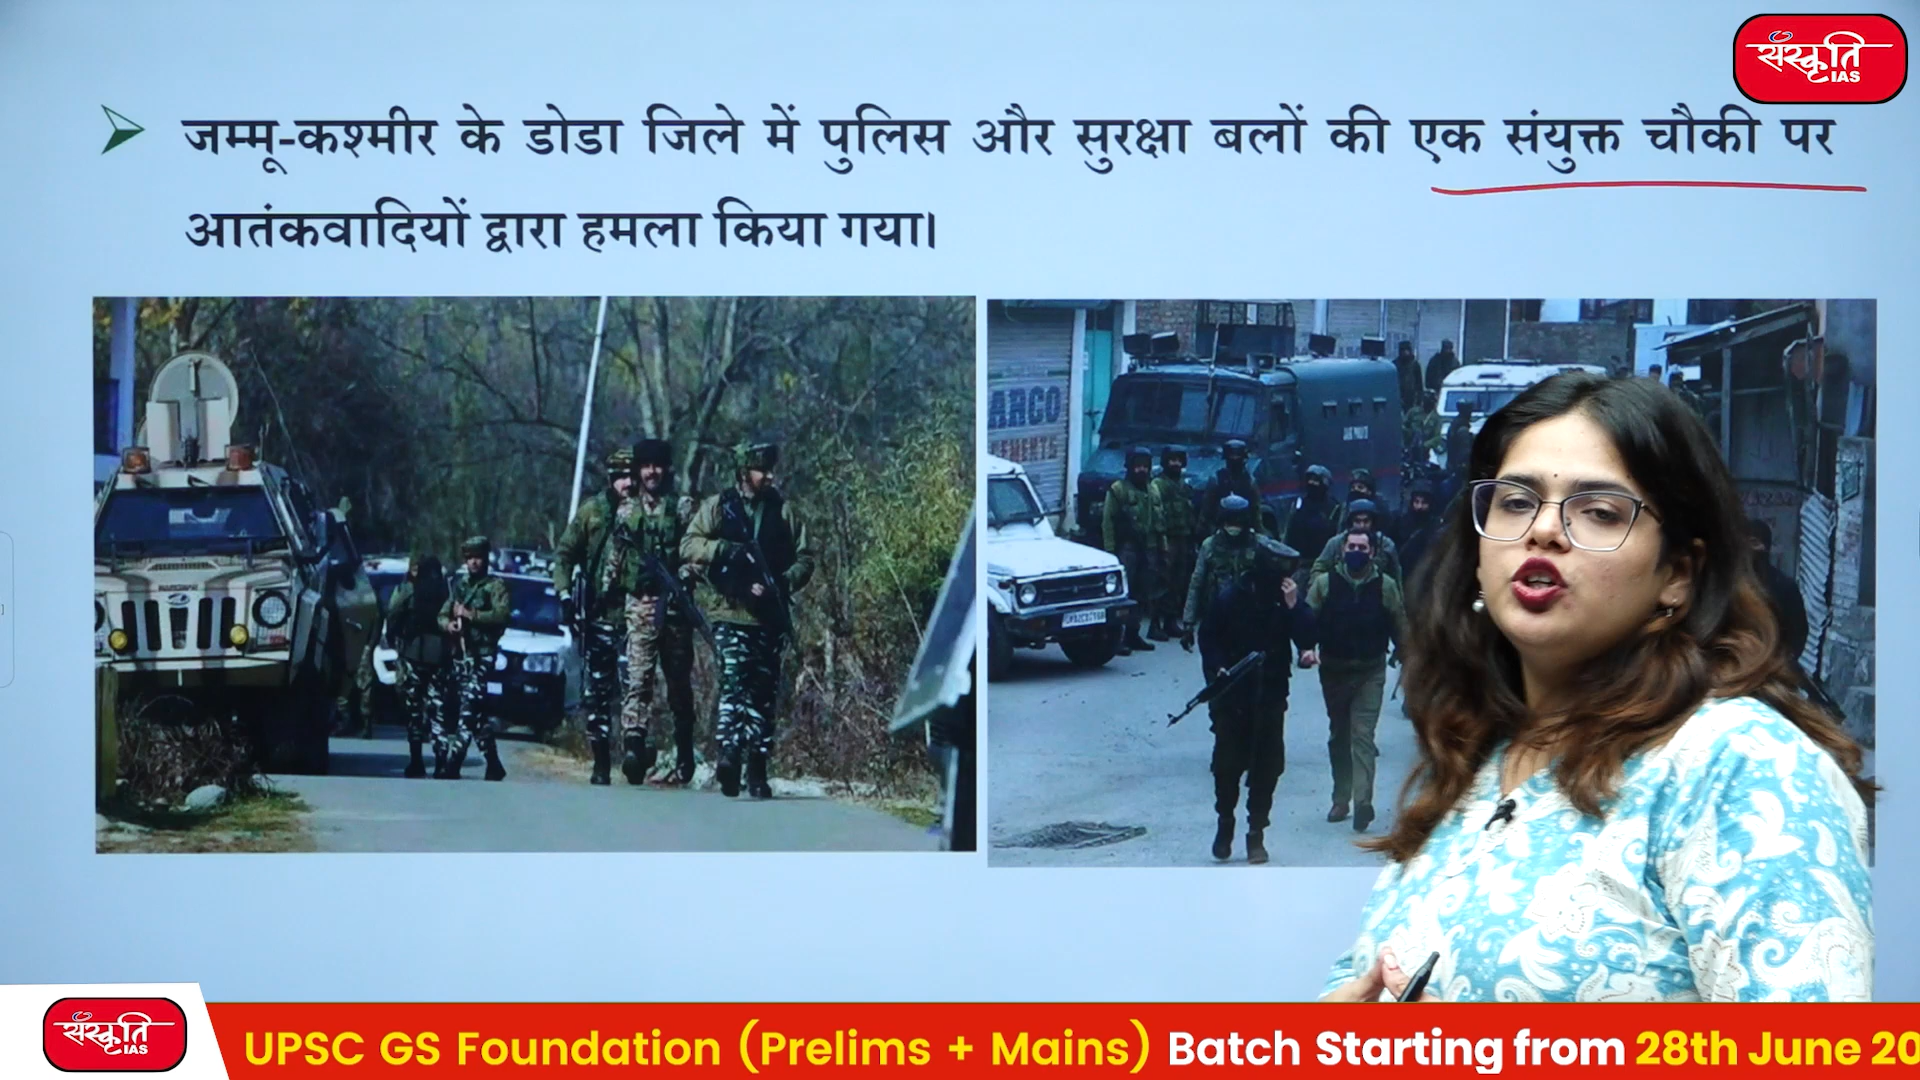 संस्कृति
IAS
जम्मू-कश्मीर के डोडा जिले में पुलिस और सुरक्षा बलों की एक संयुक्त चौकी पर
आतंकवादियों द्वारा हमला किया गया।
ARGO
संस्कृति
IAS
UPSC GS Foundation (Prelims + Mains) Batch Starting from 28th June 20